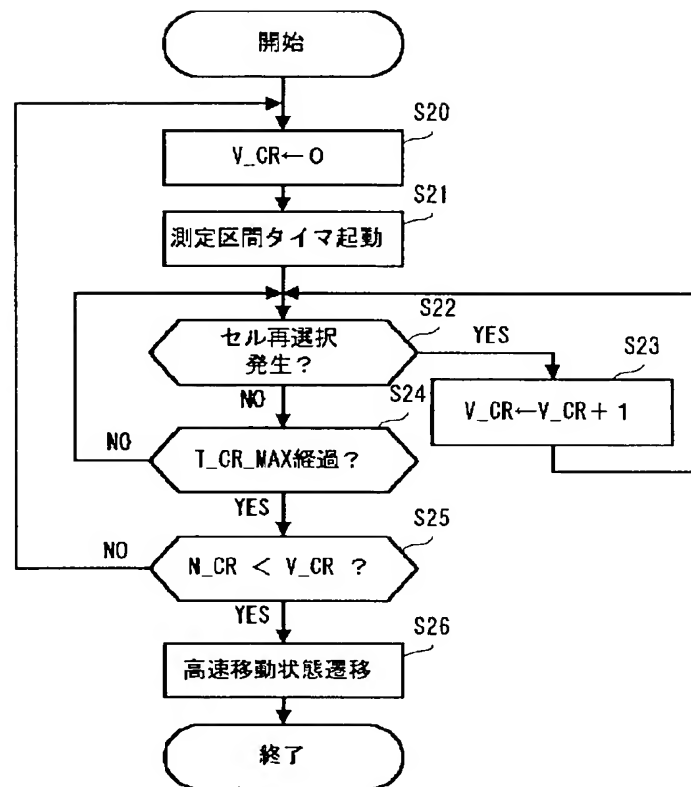 開始
S20
V_CR←0
S21
測定区間タイマ起動
S22
セル再選択
発生？
YES
S23
V_CR←V_CR＋1
NO
S24
T_CR_MAX経過？
NO
YES
S25
N_CR < V_CR ？
NO
YES
S26
高速移動状態遷移
終了